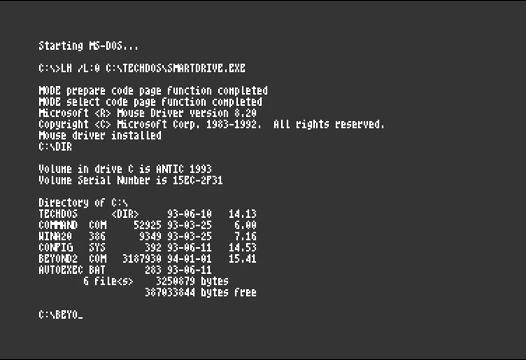 Starting MS-DOS...
C:\>LH /L:0 C:\TECHDOS\SMARTDRIVE.EXE
MODE prepare code page function completed
MODE select code page function completed
Microsoft <R> Mouse Driver version 8.20
Copyright <C> Microsoft Corp. 1983-1992.  All rights reserved.
Mouse driver installed
C:\DIR
Volume in drive C is ANTIC 1993
Volume Serial Number is 15EC-2F31
Directory of C:\
TECHDOS      <DIR>    93-06-10   14.13
COMMAND  COM     52925 93-03-25    6.00
WINA20   386      9349 93-03-25    7.16
CONFIG   SYS       392 93-06-11   14.53
BEYOND2  COM   3187930 94-01-01   15.41
AUTOEXEC BAT       283 93-06-11
6 file<s>    3250879 bytes
387033844 bytes free
C:\BEYO_